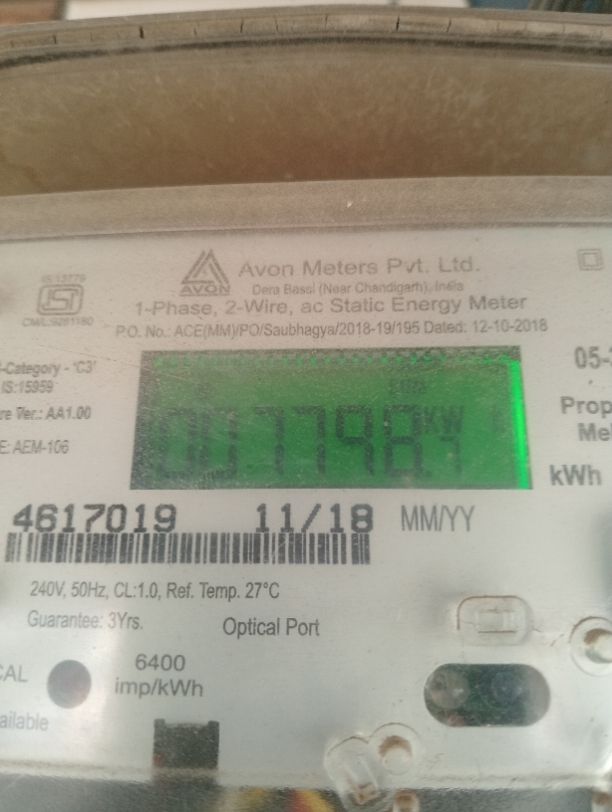 IS:13779
CM/L:9281180
AVON
Avon Meters Pvt. Ltd.
Dera Bassi (Near Chandigarh), India
1-Phase, 2-Wire, ac Static Energy Meter
P.O. No.: ACE(MM)/PO/Saubhagya/2018-19/195 Dated: 12-10-2018
-Category - 'C3'
IS:15959
re Ver.: AA1.00
E: AEM-106
05-
Prop
Me
KW
kWh
4617019 11/18 MM/YY
240V, 50Hz, CL:1.0, Ref. Temp. 27°C
Guarantee: 3Yrs.
Optical Port
CAL
6400
imp/kWh
ailable